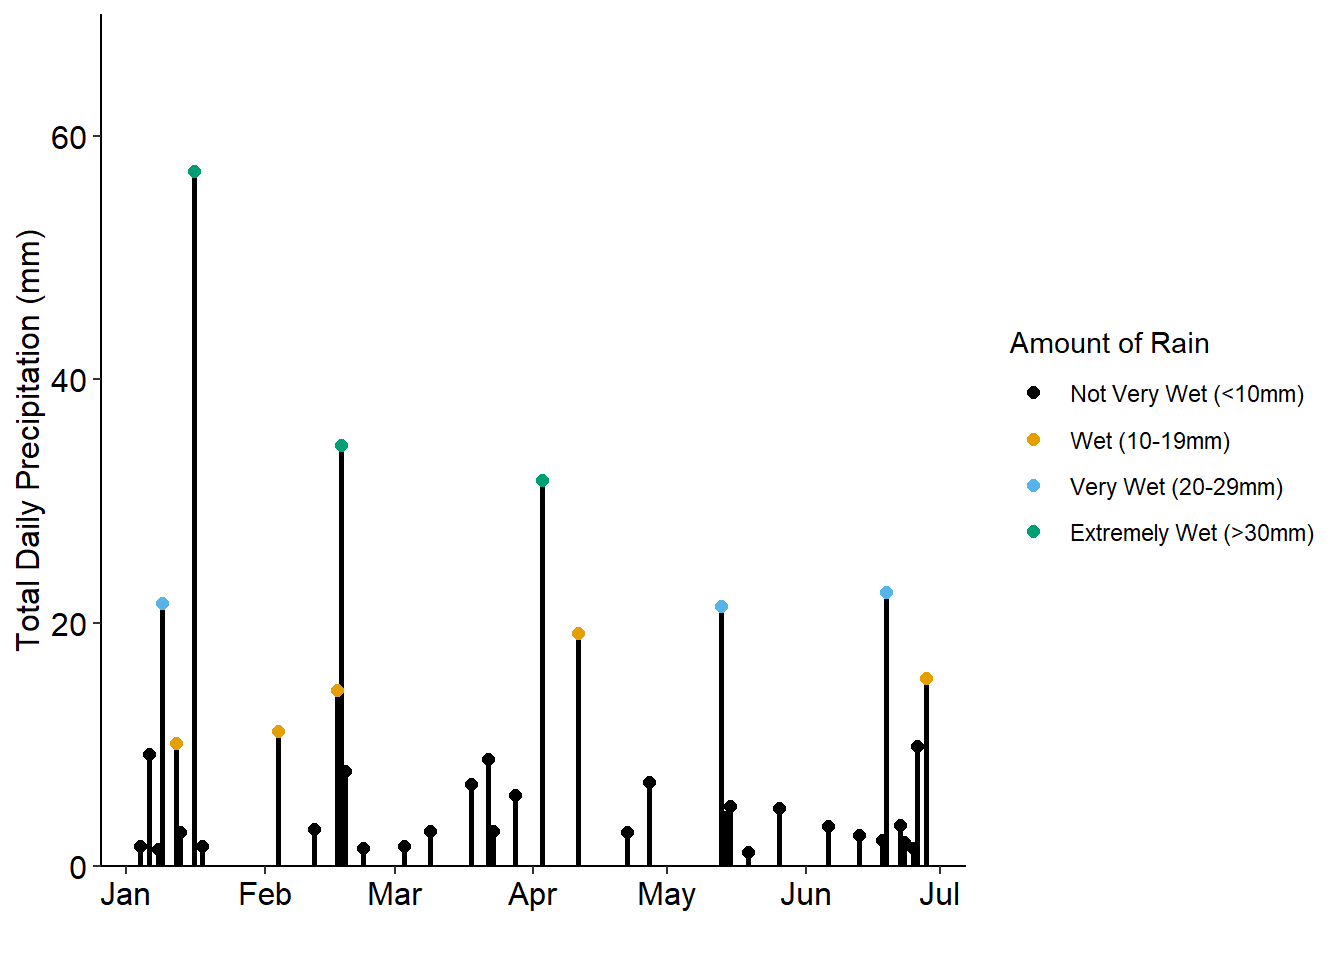 Total Daily Precipitation (mm)
60
40
20
0
Jan Feb Mar Apr May Jun Jul
Amount of Rain
Not Very Wet (<10mm)
Wet (10-19mm)
Very Wet (20-29mm)
Extremely Wet (>30mm)